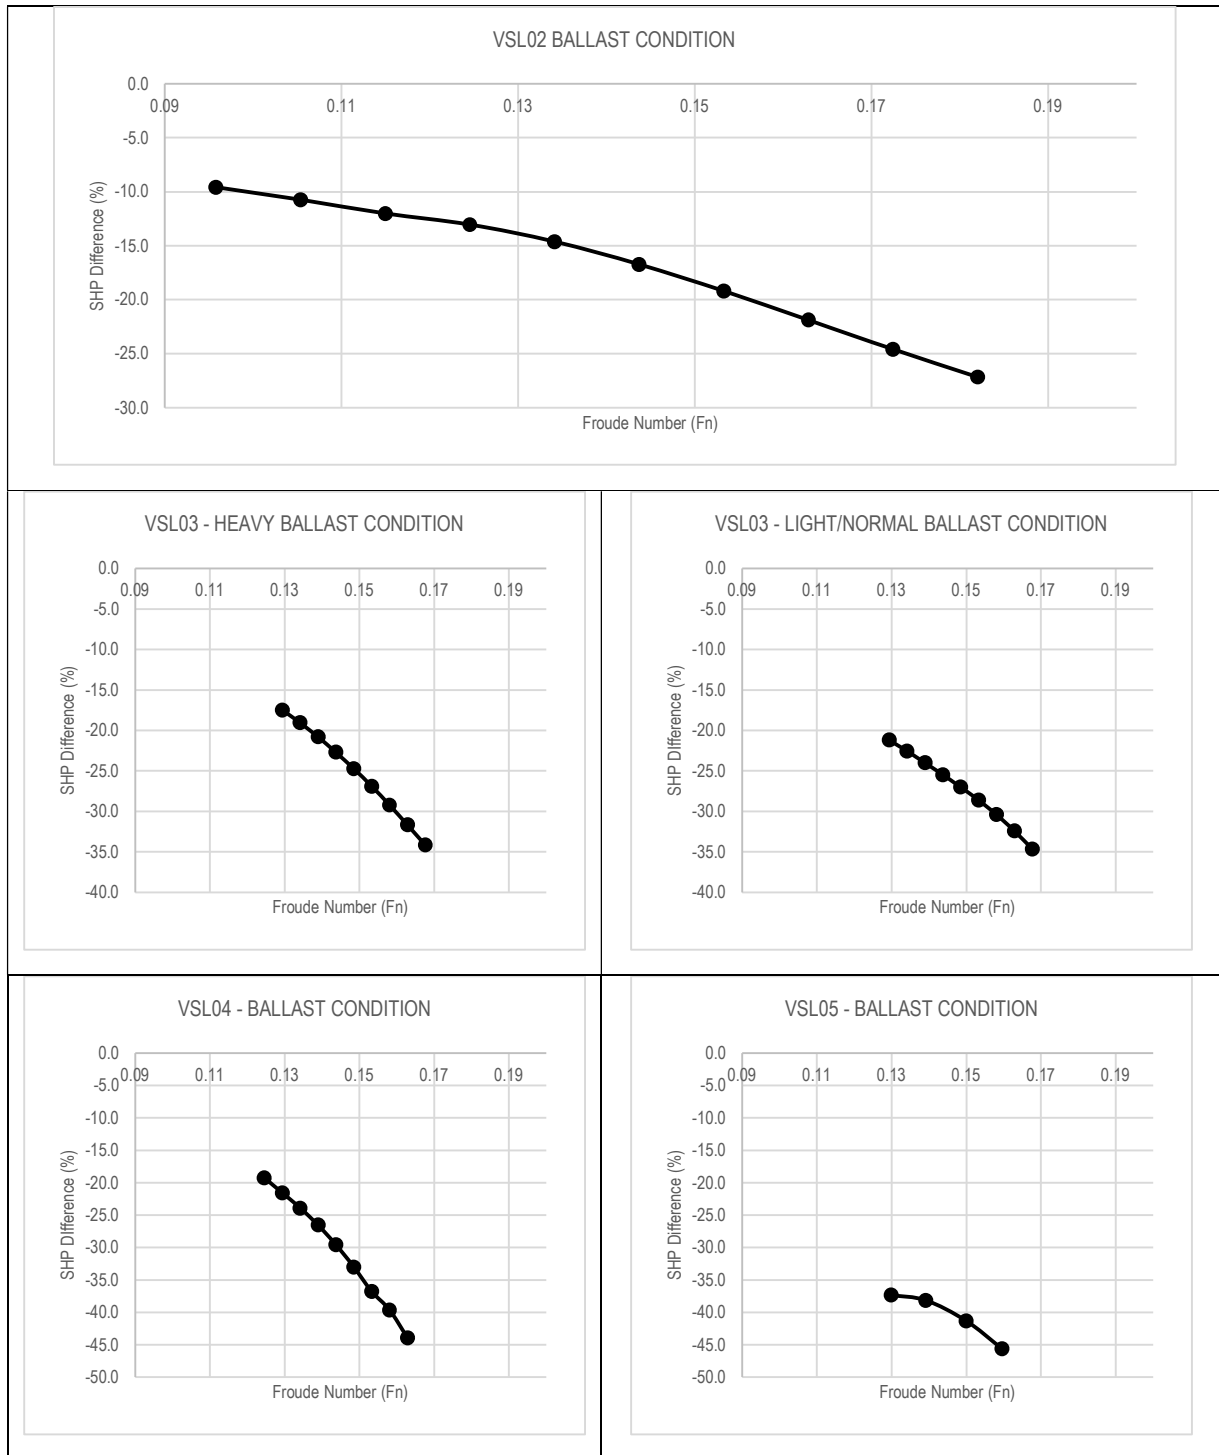 VSL02 BALLAST CONDITION
0.0
0.09 0.11 0.13 0.15 0.17 0.19
-5.0
-10.0
-15.0
-20.0
-25.0
-30.0
SHP Difference (%)
Froude Number (Fn)
VSL03 - HEAVY BALLAST CONDITION
0.0
0.09 0.11 0.13 0.15 0.17 0.19
-5.0
-10.0
-15.0
-20.0
-25.0
-30.0
-35.0
-40.0
SHP Difference (%)
Froude Number (Fn)
VSL03 - LIGHT/NORMAL BALLAST CONDITION
0.0
0.09 0.11 0.13 0.15 0.17 0.19
-5.0
-10.0
-15.0
-20.0
-25.0
-30.0
-35.0
-40.0
SHP DIfference (%)
Froude Number (Fn)
VSL04 - BALLAST CONDITION
0.0
0.09 0.11 0.13 0.15 0.17 0.19
-5.0
-10.0
-15.0
-20.0
-25.0
-30.0
-35.0
-40.0
-45.0
-50.0
SHP DIfference (%)
Froude Number (Fn)
VSL05 - BALLAST CONDITION
0.0
0.09 0.11 0.13 0.15 0.17 0.19
-5.0
-10.0
-15.0
-20.0
-25.0
-30.0
-35.0
-40.0
-45.0
-50.0
SHP Difference (%)
Froude Number (Fn)